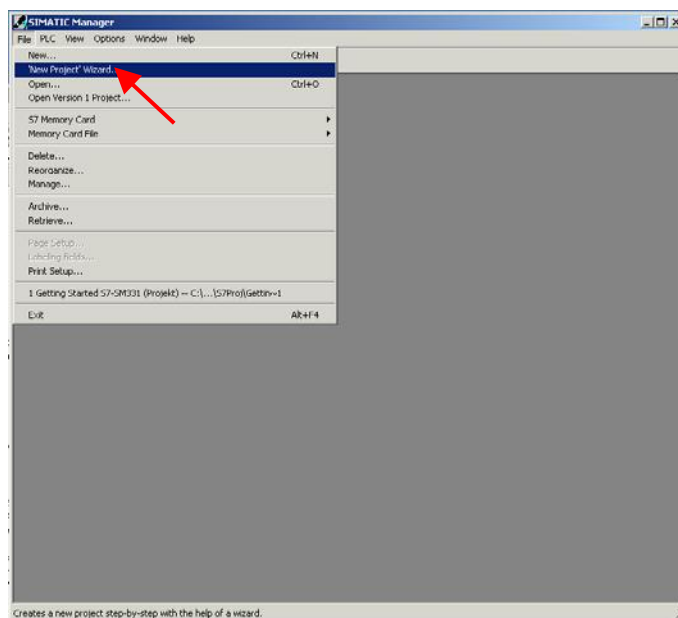 SIMATIC Manager
File PLC View Options Window Help
New... Ctrl+N
'New Project' Wizard...
Open... Ctrl+O
Open Version 1 Project...
S7 Memory Card
Memory Card File
Delete...
Reorganize...
Manage...
Archive...
Retrieve...
Page Setup...
Labeling fields...
Print Setup...
1 Getting Started S7-SM331 (Projekt) -- C:\...\S7Proj\Gettin~1
Exit Alt+F4
Creates a new project step-by-step with the help of a wizard.